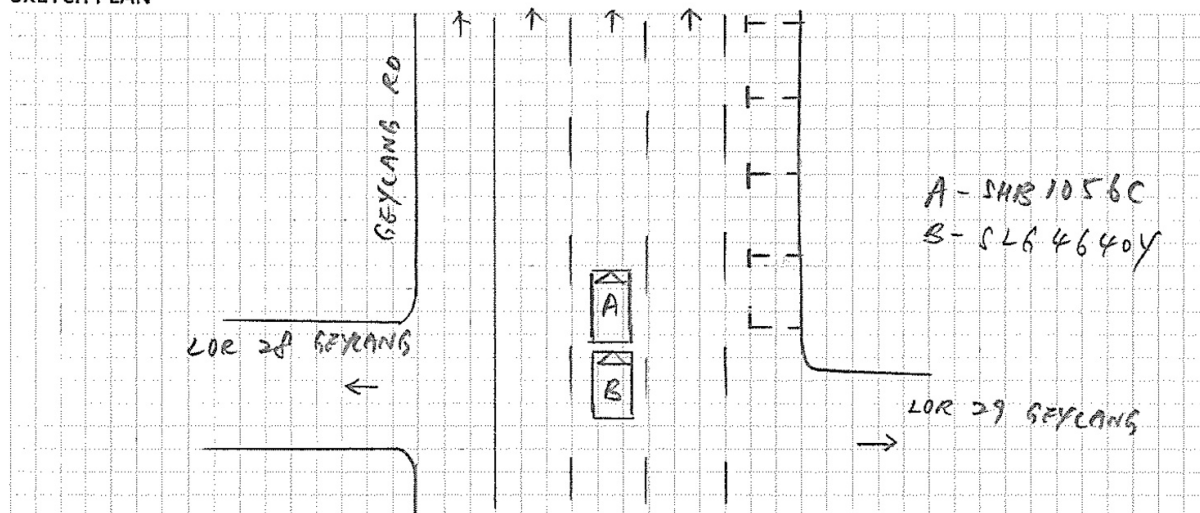 SKETCH PLAN
GEYLANG RD
A - SHB 1056C
B - SLG 4640Y
A
LOR 28 GEYLANG
B
LOR 29 GEYLANG